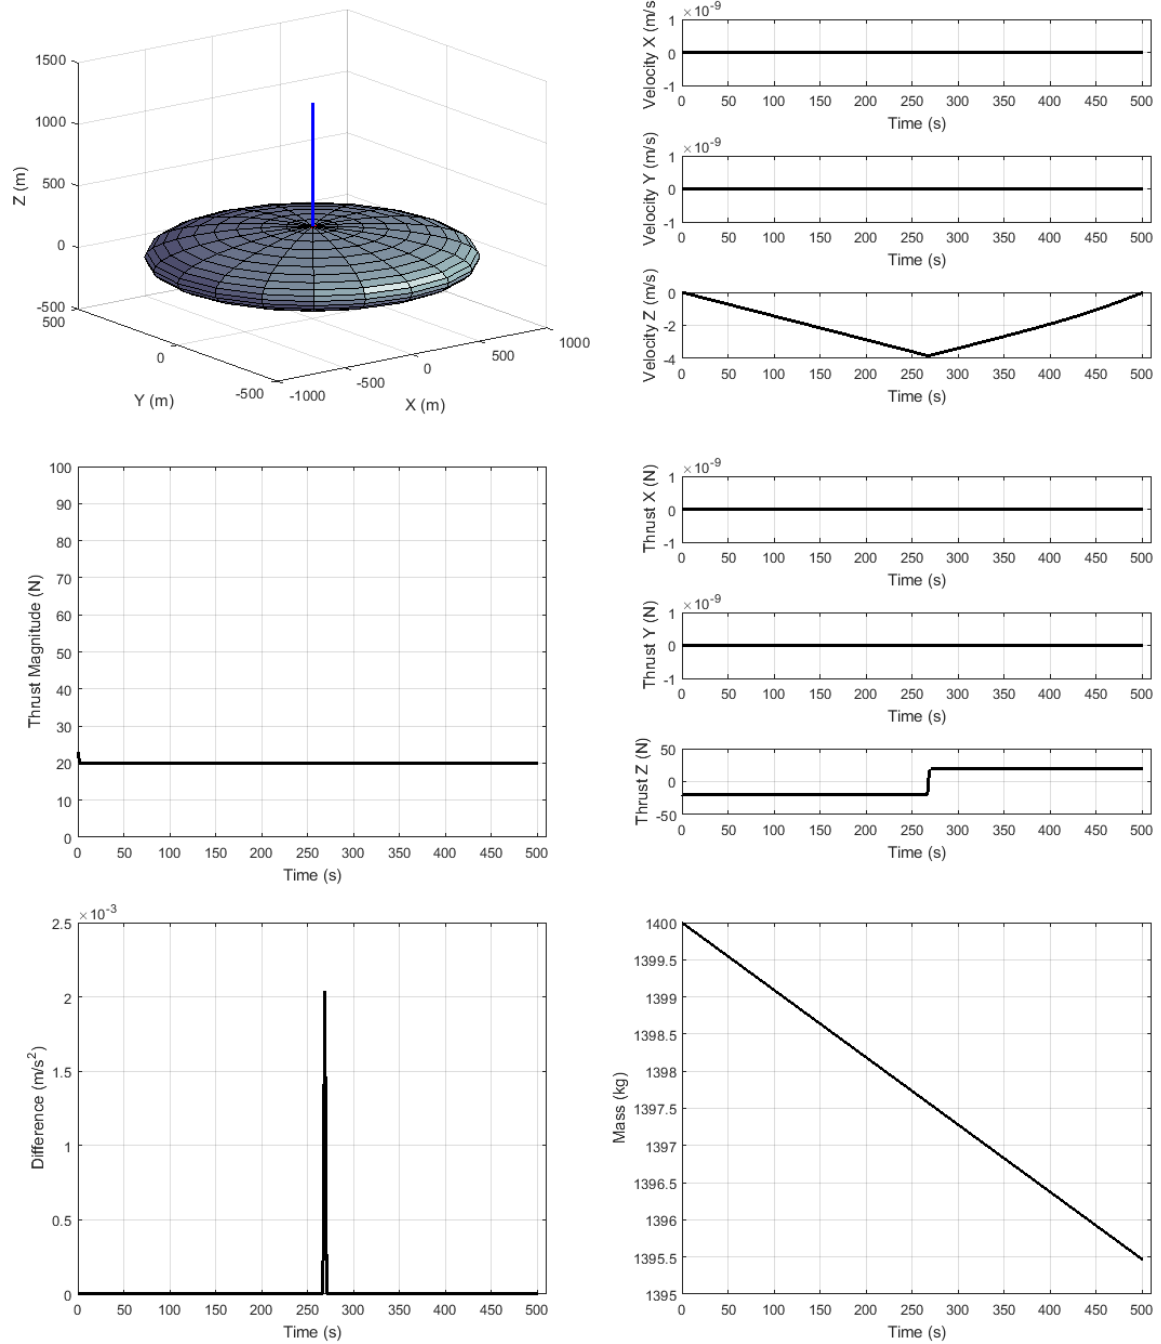 1500
1000
500
0
-500
Z (m)
500
0
-500
Y (m)
-1000
-500
0
500
1000
X (m)
×10-9
1
0
-1
Velocity X (m/s)
0 50 100 150 200 250 300 350 400 450 500
Time (s)
×10-9
1
0
-1
Velocity Y (m/s)
0 50 100 150 200 250 300 350 400 450 500
Time (s)
0
-2
-4
Velocity Z (m/s)
0 50 100 150 200 250 300 350 400 450 500
Time (s)
100
90
80
70
60
50
40
30
20
10
0
Thrust Magnitude (N)
0 50 100 150 200 250 300 350 400 450 500
Time (s)
×10-9
1
0
-1
Thrust X (N)
0 50 100 150 200 250 300 350 400 450 500
Time (s)
×10-9
1
0
-1
Thrust Y (N)
0 50 100 150 200 250 300 350 400 450 500
Time (s)
50
0
-50
Thrust Z (N)
0 50 100 150 200 250 300 350 400 450 500
Time (s)
×10-3
2.5
2
1.5
1
0.5
0
Difference (m/s2)
0 50 100 150 200 250 300 350 400 450 500
Time (s)
1400
1399.5
1399
1398.5
1398
1397.5
1397
1396.5
1396
1395.5
1395
Mass (kg)
0 50 100 150 200 250 300 350 400 450 500
Time (s)